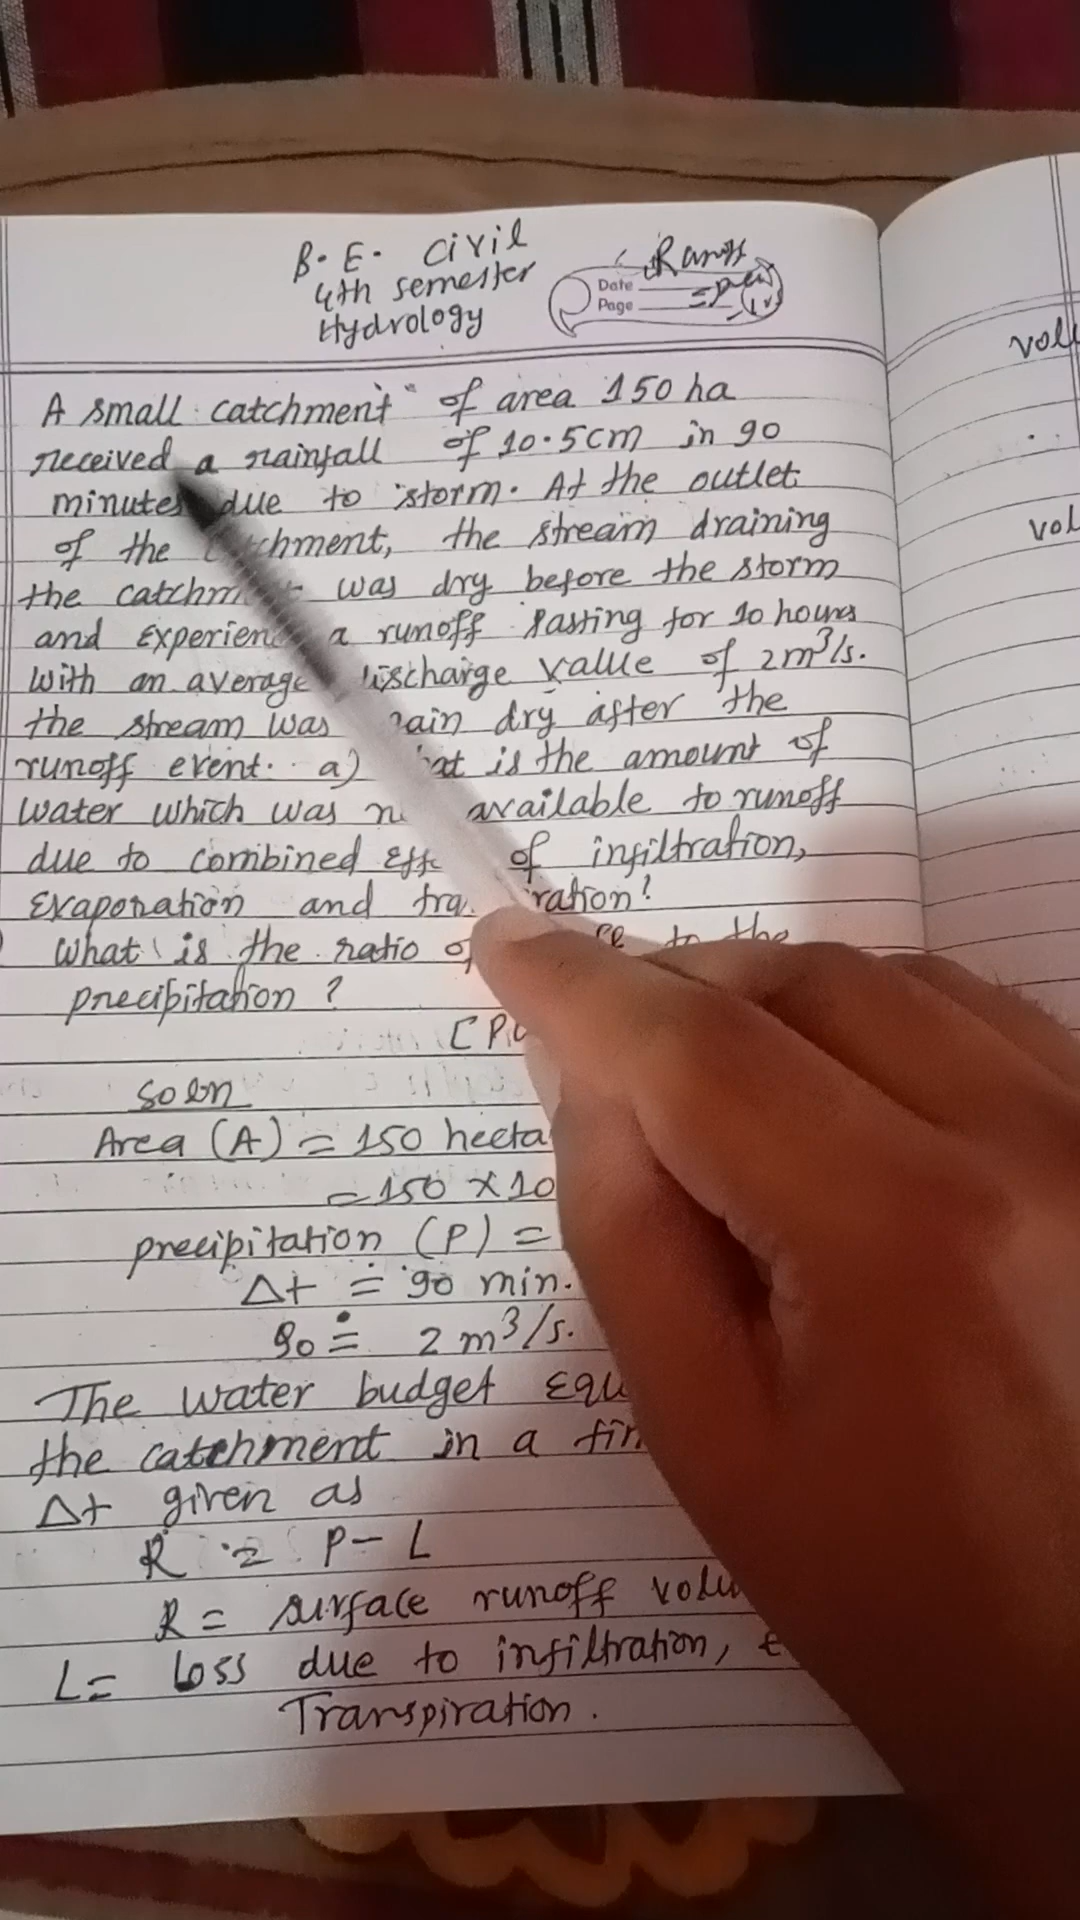 B.E. Civil
4th semester
Hydrology
Date
Page
A small catchment of area 150 ha
received a rainfall of 10.5cm in 90
minutes due to storm. At the outlet
of the chment, the stream draining
the catchm was dry before the storm
and Experien a runoff lasting for 10 hours
with an average ischarge value of 2m³/s.
the stream was ain dry after the
runoff event. a) at is the amount of
water which was n available to runoff
due to combined Eff of infiltration,
Evaporation and tra ration?
What is the ratio of to the
precipitation?
[PU
Soln
Area (A) = 150 hecta
= 150 × 10
precipitation (P) =
Δt = 90 min.
= 2 m³/s.
The water budget Equ
the catchment in a fin
Δt given as
R = P - L
R = surface runoff volu
L = Loss due to infiltration, E
Transpiration.
vol
vol